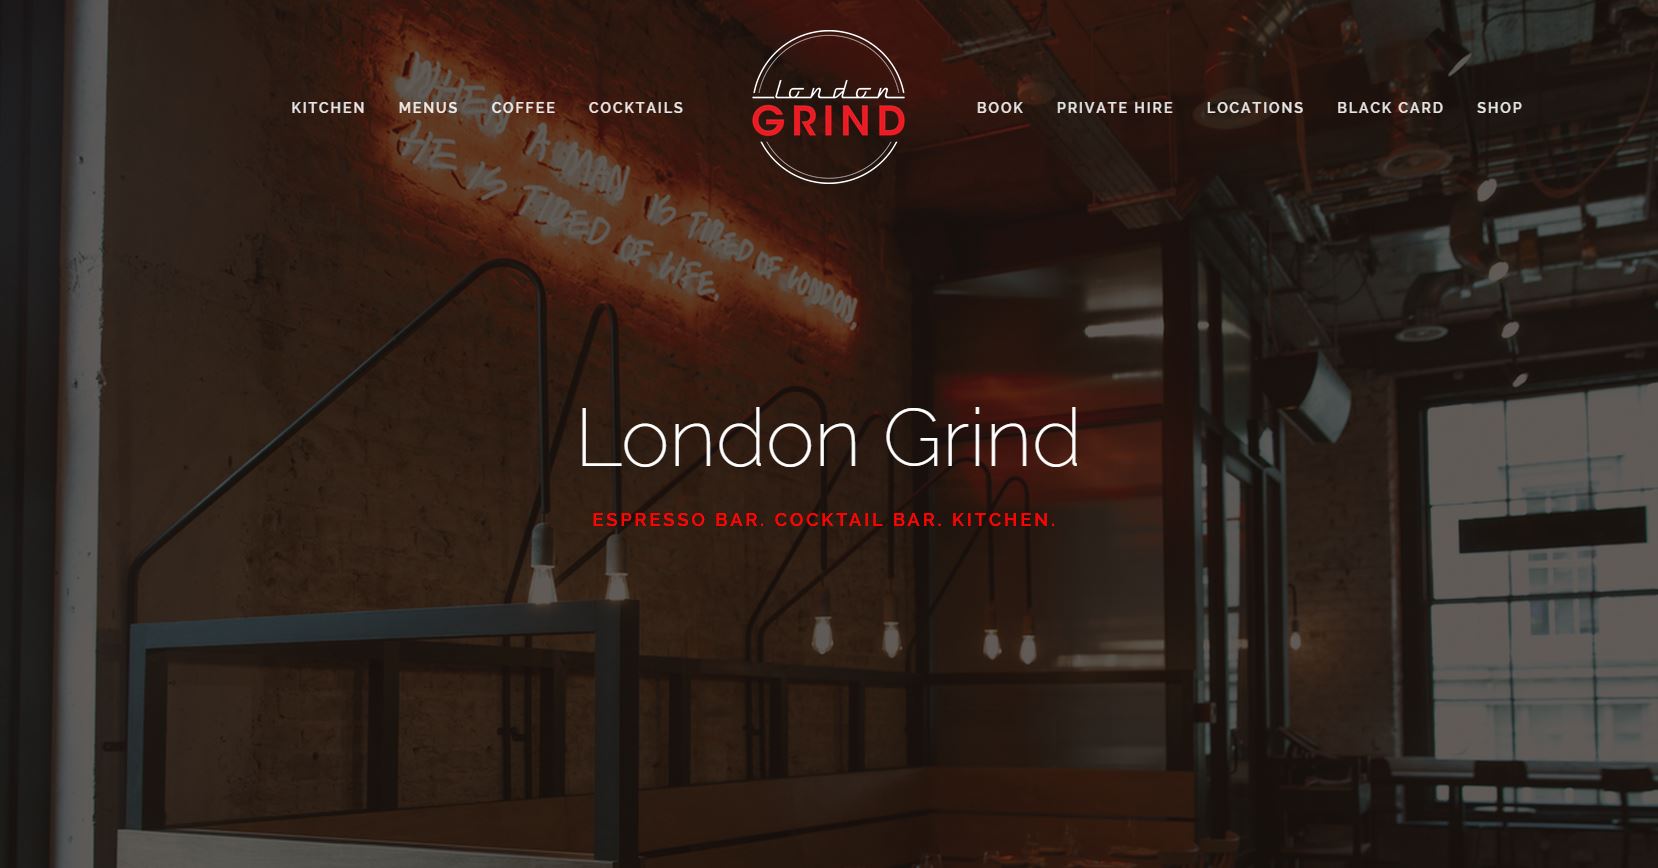 KITCHEN MENUS COFFEE COCKTAILS
london
GRIND
BOOK PRIVATE HIRE LOCATIONS BLACK CARD SHOP
WHEN A MAN IS TIRED OF LONDON,
HE IS TIRED OF LIFE.
London Grind
ESPRESSO BAR. COCKTAIL BAR. KITCHEN.